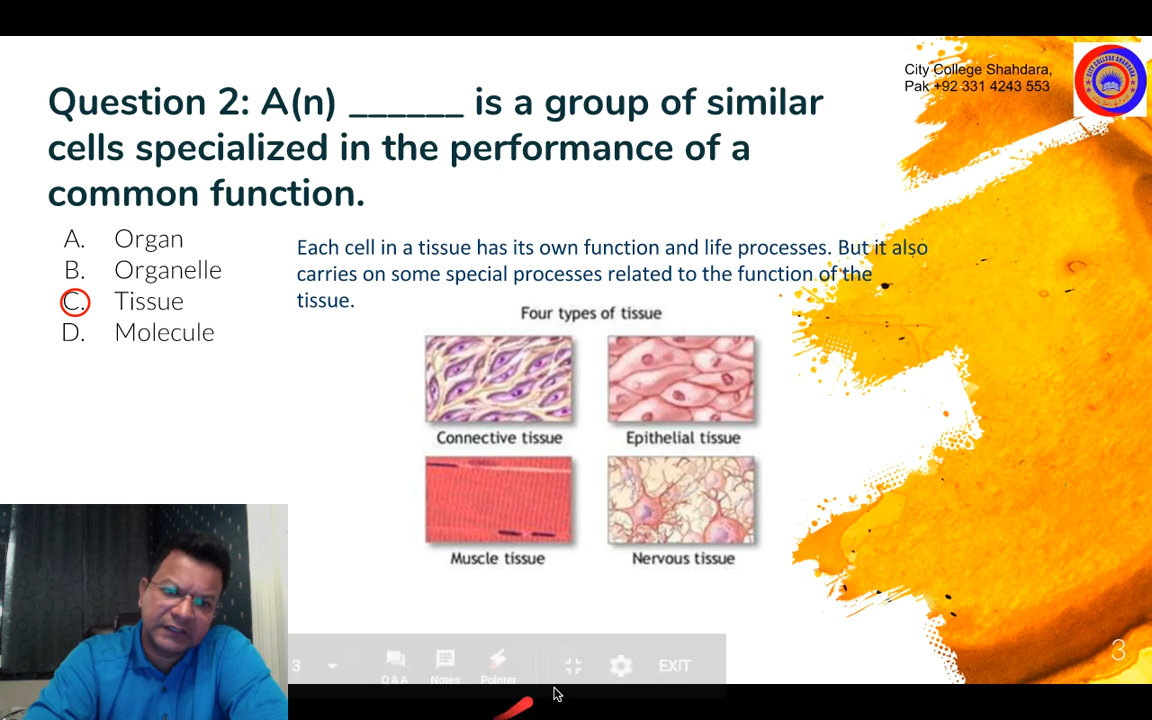 City College Shahdara,
Pak +92 331 4243 553
Question 2: A(n) ______ is a group of similar
cells specialized in the performance of a
common function.
A. Organ
B. Organelle
C. Tissue
D. Molecule
Each cell in a tissue has its own function and life processes. But it also
carries on some special processes related to the function of the
tissue.
Four types of tissue
Connective tissue
Epithelial tissue
Muscle tissue
Nervous tissue
3
3
Q & A
Notes
Pointer
EXIT